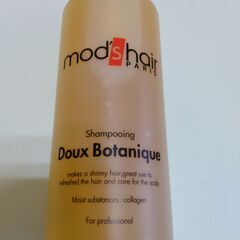 mod's hair
PARIS
Shampooing
Doux Botanique
makes a shinny hair,great use to
refreshed the hair and care for the scalp
Moist substances : collagen
For professional